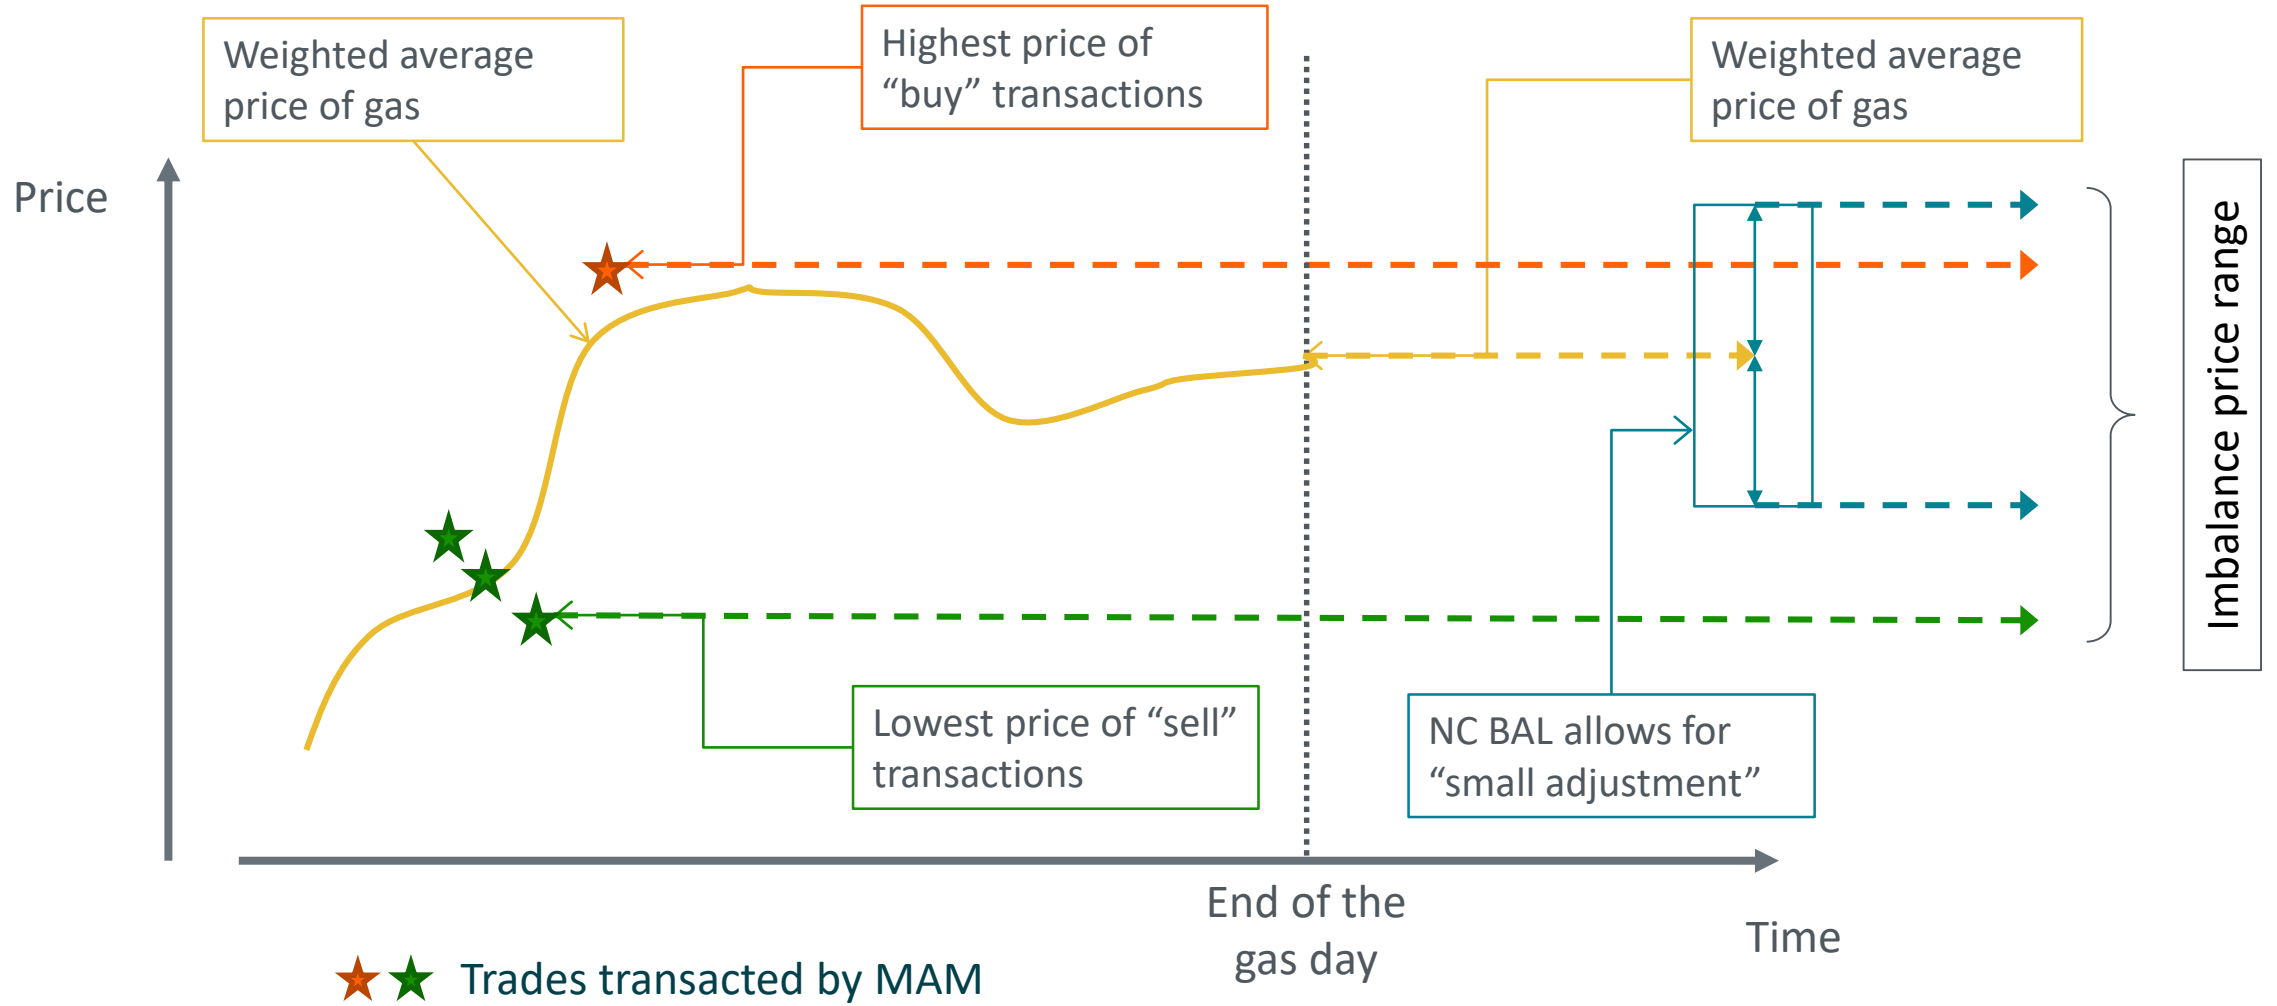 Weighted average
price of gas
Highest price of
“buy” transactions
Weighted average
price of gas
Price
Imbalance price range
Lowest price of “sell”
transactions
NC BAL allows for
“small adjustment”
End of the
gas day
Time
Trades transacted by MAM